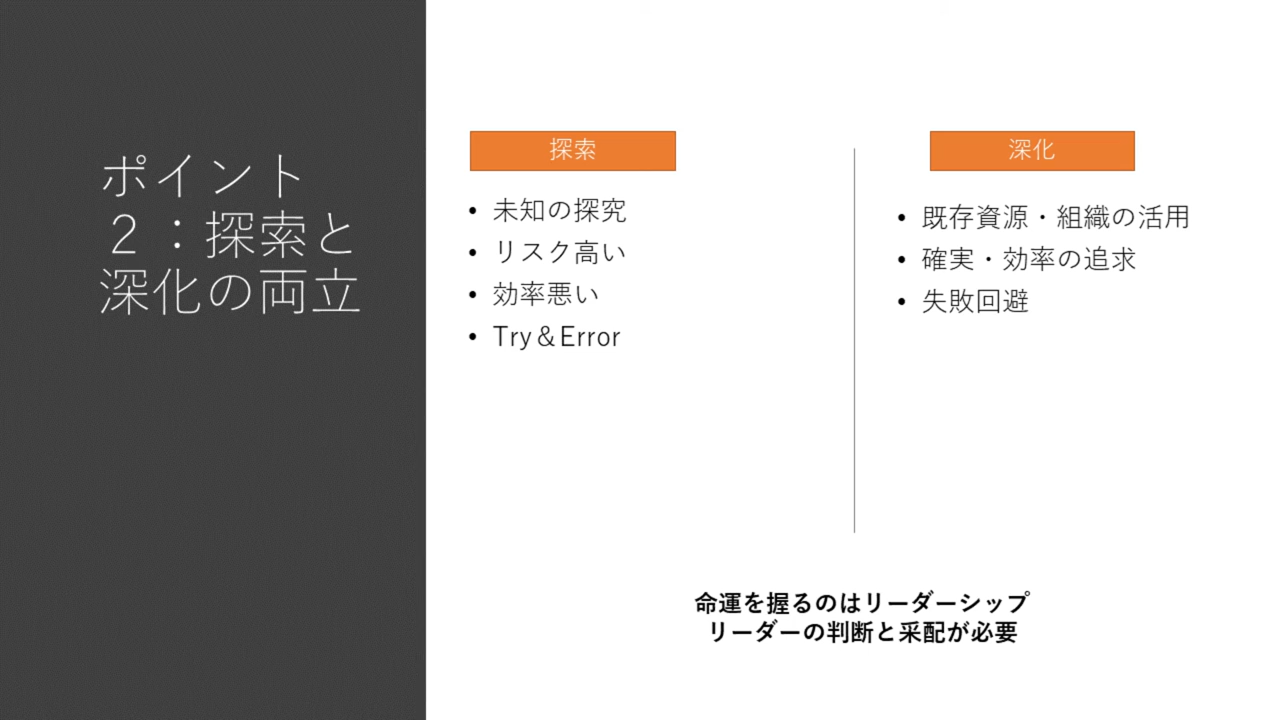 ポイント
２：探索と
深化の両立
探索
• 未知の探究
• リスク高い
• 効率悪い
• Try＆Error
深化
• 既存資源・組織の活用
• 確実・効率の追求
• 失敗回避
命運を握るのはリーダーシップ
リーダーの判断と采配が必要